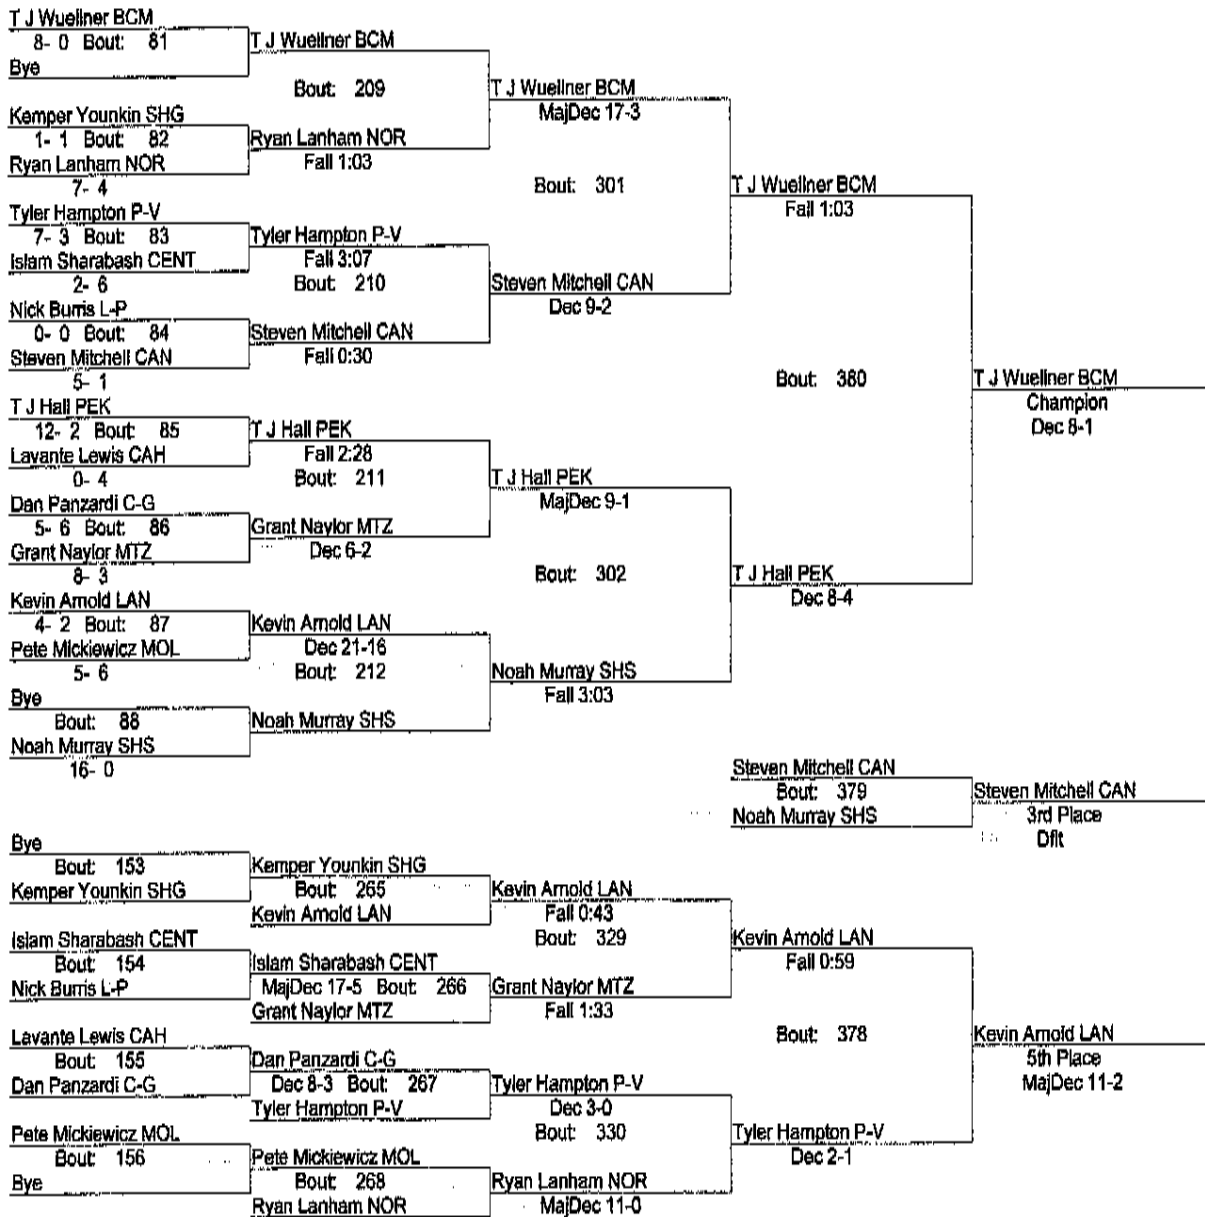 T J Wuellner BCM
8- 0 Bout: 81
Bye
T J Wuellner BCM
Bout: 209
Kemper Younkin SHG
1- 1 Bout: 82
Ryan Lanham NOR
7- 4
Ryan Lanham NOR
Fall 1:03
T J Wuellner BCM
MajDec 17-3
Bout: 301
Tyler Hampton P-V
7- 3 Bout: 83
Islam Sharabash CENT
2- 6
Tyler Hampton P-V
Fall 3:07
Bout: 210
Nick Burris L-P
0- 0 Bout: 84
Steven Mitchell CAN
5- 1
Steven Mitchell CAN
Fall 0:30
Steven Mitchell CAN
Dec 9-2
T J Wuellner BCM
Fall 1:03
Bout: 380
T J Wuellner BCM
Champion
Dec 8-1
T J Hall PEK
12- 2 Bout: 85
Lavante Lewis CAH
0- 4
T J Hall PEK
Fall 2:28
Bout: 211
Dan Panzardi C-G
5- 6 Bout: 86
Grant Naylor MTZ
8- 3
Grant Naylor MTZ
Dec 6-2
T J Hall PEK
MajDec 9-1
Bout: 302
T J Hall PEK
Dec 8-4
Kevin Arnold LAN
4- 2 Bout: 87
Pete Mickiewicz MOL
5- 6
Kevin Arnold LAN
Dec 21-16
Bout: 212
Bye
Bout: 88
Noah Murray SHS
16- 0
Noah Murray SHS
Noah Murray SHS
Fall 3:03
Steven Mitchell CAN
Bout: 379
Noah Murray SHS
Steven Mitchell CAN
3rd Place
Dflt
Bye
Bout: 153
Kemper Younkin SHG
Kemper Younkin SHG
Bout: 265
Kevin Arnold LAN
Kevin Arnold LAN
Fall 0:43
Bout: 329
Islam Sharabash CENT
Bout: 154
Nick Burris L-P
Islam Sharabash CENT
MajDec 17-5 Bout: 266
Grant Naylor MTZ
Grant Naylor MTZ
Fall 1:33
Kevin Arnold LAN
Fall 0:59
Bout: 378
Kevin Arnold LAN
5th Place
MajDec 11-2
Lavante Lewis CAH
Bout: 155
Dan Panzardi C-G
Dan Panzardi C-G
Dec 8-3 Bout: 267
Tyler Hampton P-V
Tyler Hampton P-V
Dec 3-0
Bout: 330
Tyler Hampton P-V
Dec 2-1
Pete Mickiewicz MOL
Bout: 156
Bye
Pete Mickiewicz MOL
Bout: 268
Ryan Lanham NOR
Ryan Lanham NOR
MajDec 11-0